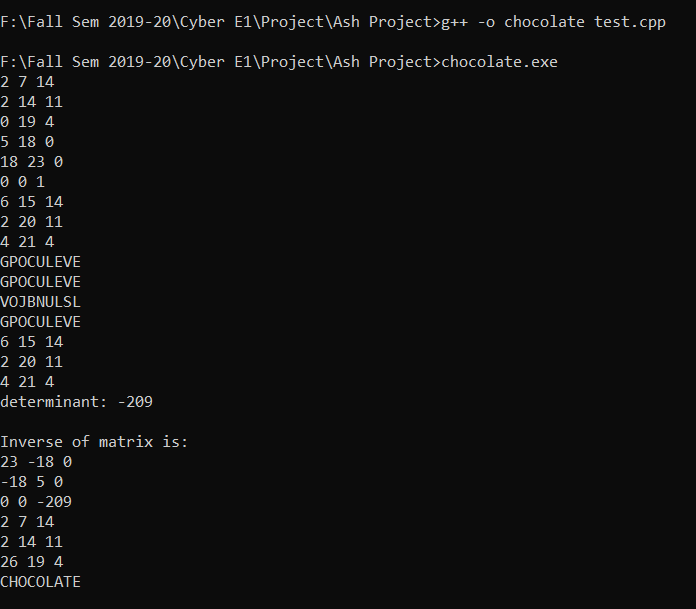 F:\Fall Sem 2019-20\Cyber E1\Project\Ash Project>g++ -o chocolate test.cpp
F:\Fall Sem 2019-20\Cyber E1\Project\Ash Project>chocolate.exe
2 7 14
2 14 11
0 19 4
5 18 0
18 23 0
0 0 1
6 15 14
2 20 11
4 21 4
GPOCULEVE
GPOCULEVE
VOJBNULSL
GPOCULEVE
6 15 14
2 20 11
4 21 4
determinant: -209
Inverse of matrix is:
23 -18 0
-18 5 0
0 0 -209
2 7 14
2 14 11
26 19 4
CHOCOLATE